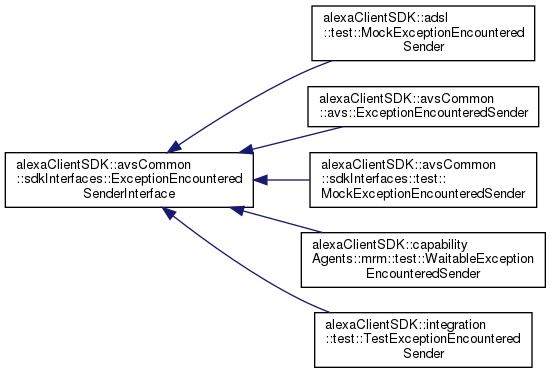 alexaClientSDK::adsl
::test::MockExceptionEncountered
Sender
alexaClientSDK::avsCommon
::avs::ExceptionEncounteredSender
alexaClientSDK::avsCommon
::sdkInterfaces::ExceptionEncountered
SenderInterface
alexaClientSDK::avsCommon
::sdkInterfaces::test::
MockExceptionEncounteredSender
alexaClientSDK::capability
Agents::mrm::test::WaitableException
EncounteredSender
alexaClientSDK::integration
::test::TestExceptionEncountered
Sender